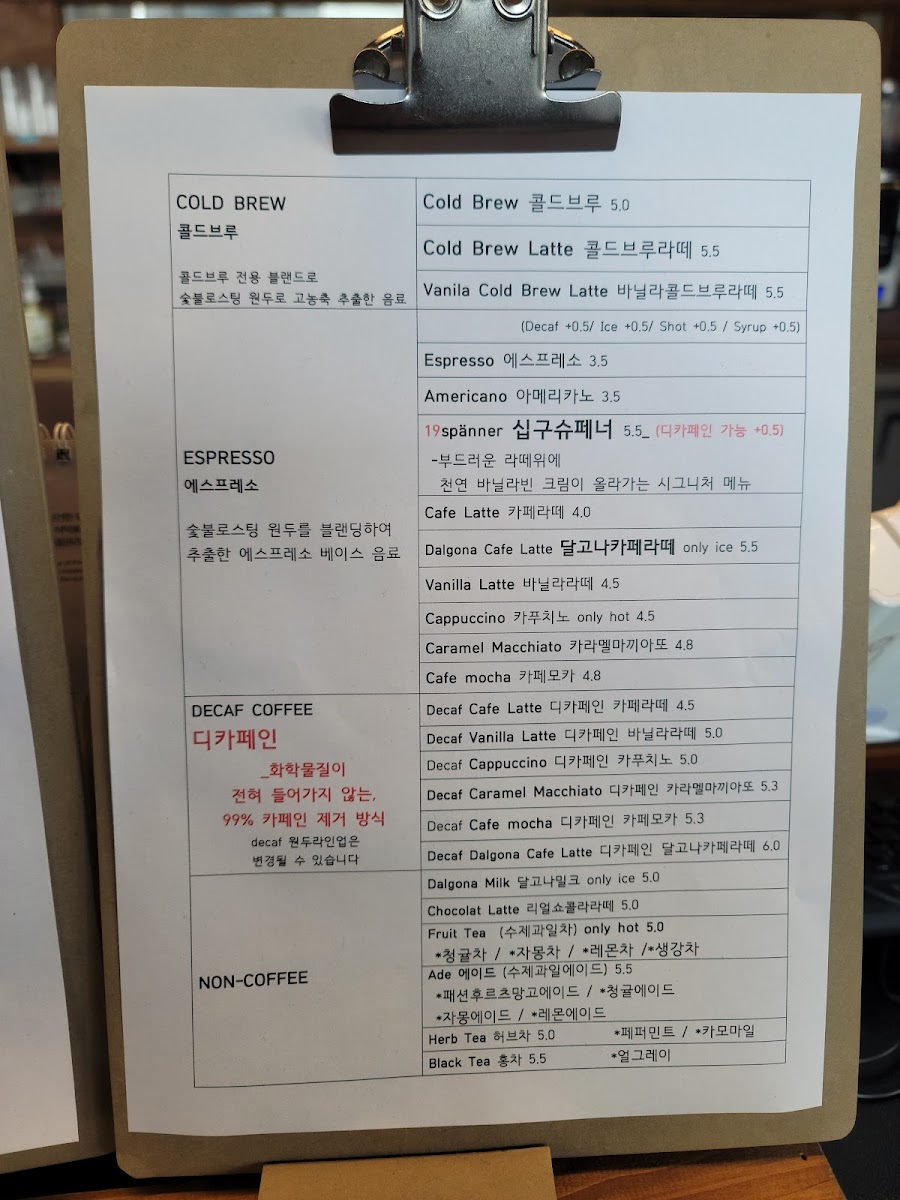 COLD BREW
콜드브루
콜드브루 전용 블랜드로
숯불로스팅 원두로 고농축 추출한 음료
Cold Brew 콜드브루 5.0
Cold Brew Latte 콜드브루라떼 5.5
Vanila Cold Brew Latte 바닐라콜드브루라떼 5.5
ESPRESSO
에스프레소
숯불로스팅 원두를 블랜딩하여
추출한 에스프레소 베이스 음료
(Decaf +0.5/ Ice +0.5/ Shot +0.5 / Syrup +0.5)
Espresso 에스프레소 3.5
Americano 아메리카노 3.5
19spänner 십구슈페너 5.5_ (디카페인 가능 +0.5)
-부드러운 라떼위에
천연 바닐라빈 크림이 올라가는 시그니처 메뉴
Cafe Latte 카페라떼 4.0
Dalgona Cafe Latte 달고나카페라떼 only ice 5.5
Vanilla Latte 바닐라라떼 4.5
Cappuccino 카푸치노 only hot 4.5
Caramel Macchiato 카라멜마끼아또 4.8
Cafe mocha 카페모카 4.8
DECAF COFFEE
디카페인
_화학물질이
전혀 들어가지 않는,
99% 카페인 제거 방식
decaf 원두라인업은
변경될 수 있습니다
Decaf Cafe Latte 디카페인 카페라떼 4.5
Decaf Vanilla Latte 디카페인 바닐라라떼 5.0
Decaf Cappuccino 디카페인 카푸치노 5.0
Decaf Caramel Macchiato 디카페인 카라멜마끼아또 5.3
Decaf Cafe mocha 디카페인 카페모카 5.3
Decaf Dalgona Cafe Latte 디카페인 달고나카페라떼 6.0
NON-COFFEE
Dalgona Milk 달고나밀크 only ice 5.0
Chocolat Latte 리얼쇼콜라라떼 5.0
Fruit Tea (수제과일차) only hot 5.0
*청귤차 / *자몽차 / *레몬차 /*생강차
Ade 에이드 (수제과일에이드) 5.5
*패션후르츠망고에이드 / *청귤에이드
*자몽에이드 / *레몬에이드
Herb Tea 허브차 5.0 *페퍼민트 / *카모마일
Black Tea 홍차 5.5 *얼그레이